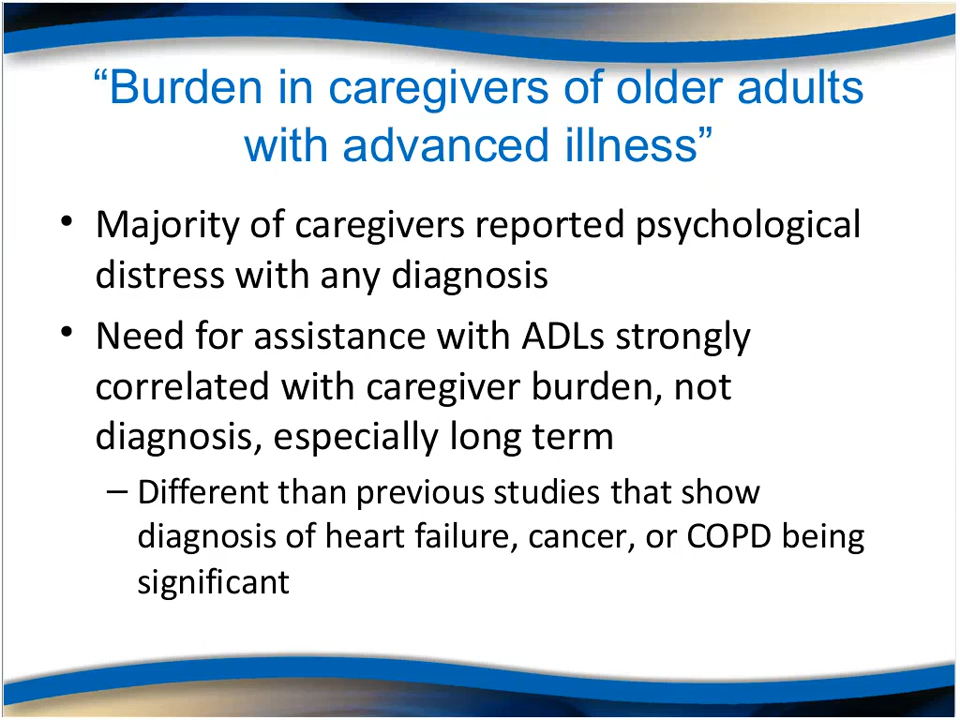 “Burden in caregivers of older adults
with advanced illness”
• Majority of caregivers reported psychological
distress with any diagnosis
• Need for assistance with ADLs strongly
correlated with caregiver burden, not
diagnosis, especially long term
– Different than previous studies that show
diagnosis of heart failure, cancer, or COPD being
significant